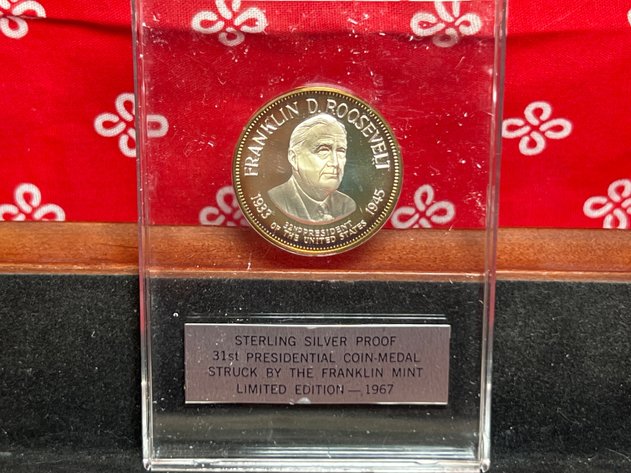 FRANKLIN D. ROOSEVELT
1933 1945
32ND PRESIDENT
OF THE UNITED STATES
STERLING SILVER PROOF
31st PRESIDENTIAL COIN-MEDAL
STRUCK BY THE FRANKLIN MINT
LIMITED EDITION — 1967